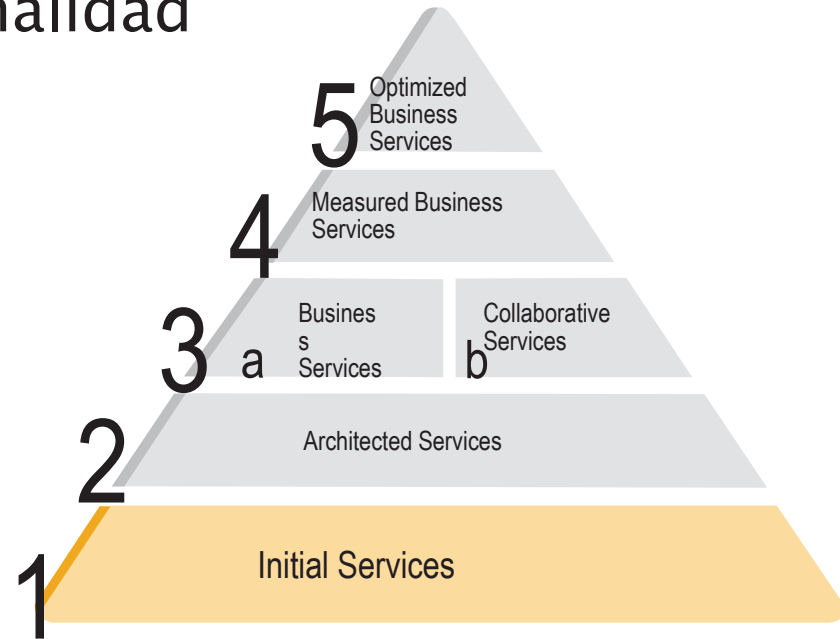 5 Optimized
Business
Services
4 Measured Business
Services
3 a Busines
s
Services
b Collaborative
Services
2 Architected Services
1 Initial Services